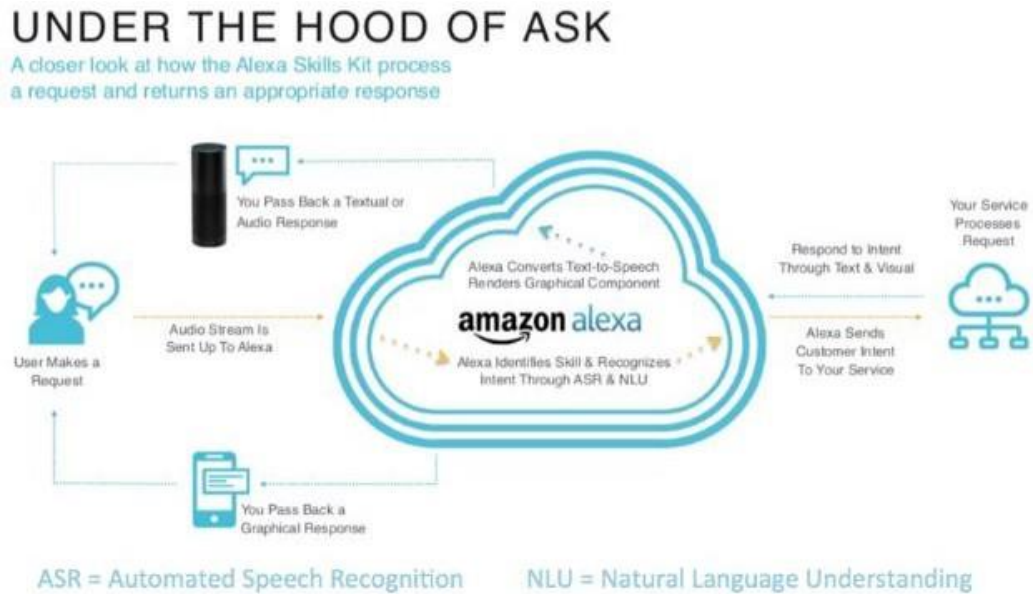 UNDER THE HOOD OF ASK
A closer look at how the Alexa Skills Kit process
a request and returns an appropriate response
You Pass Back a Textual or
Audio Response
User Makes a
Request
Audio Stream Is
Sent Up To Alexa
Alexa Converts Text-to-Speech
Renders Graphical Component
amazon alexa
Alexa Identifies Skill & Recognizes
Intent Through ASR & NLU
Respond to Intent
Through Text & Visual
Alexa Sends
Customer Intent
To Your Service
Your Service
Processes
Request
You Pass Back a
Graphical Response
ASR = Automated Speech Recognition
NLU = Natural Language Understanding